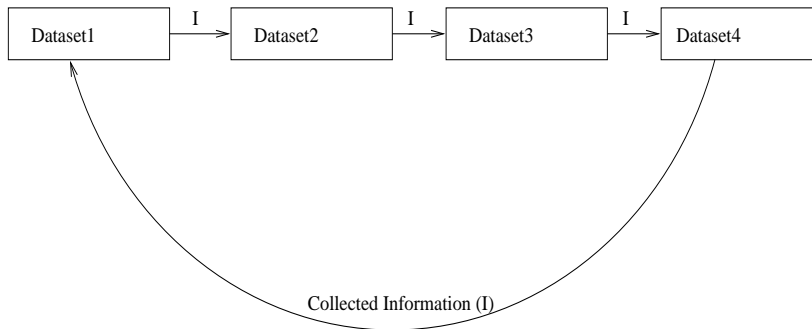 I
I
I
Dataset1
Dataset2
Dataset3
Dataset4
Collected Information (I)